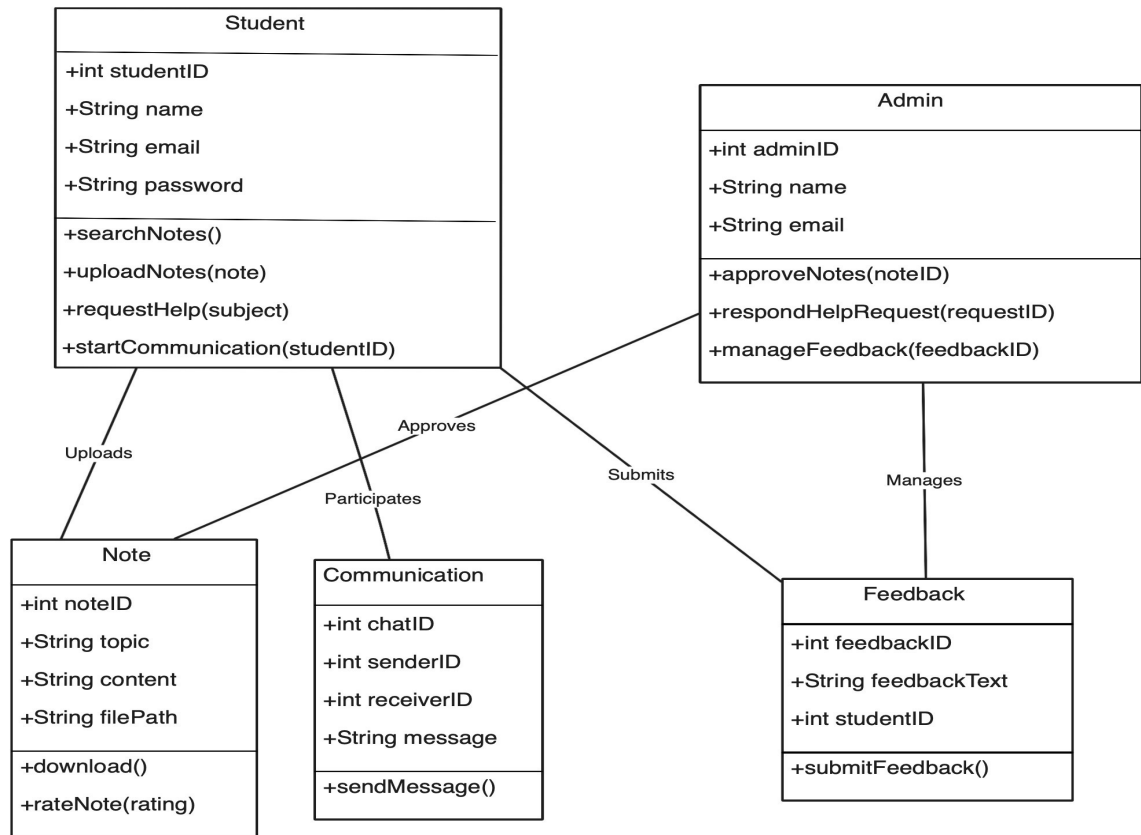 Student
+int studentID
+String name
+String email
+String password
+searchNotes()
+uploadNotes(note)
+requestHelp(subject)
+startCommunication(studentID)
Admin
+int adminID
+String name
+String email
+approveNotes(noteID)
+respondHelpRequest(requestID)
+manageFeedback(feedbackID)
Uploads
Participates
Approves
Submits
Manages
Note
+int noteID
+String topic
+String content
+String filePath
+download()
+rateNote(rating)
Communication
+int chatID
+int senderID
+int receiverID
+String message
+sendMessage()
Feedback
+int feedbackID
+String feedbackText
+int studentID
+submitFeedback()